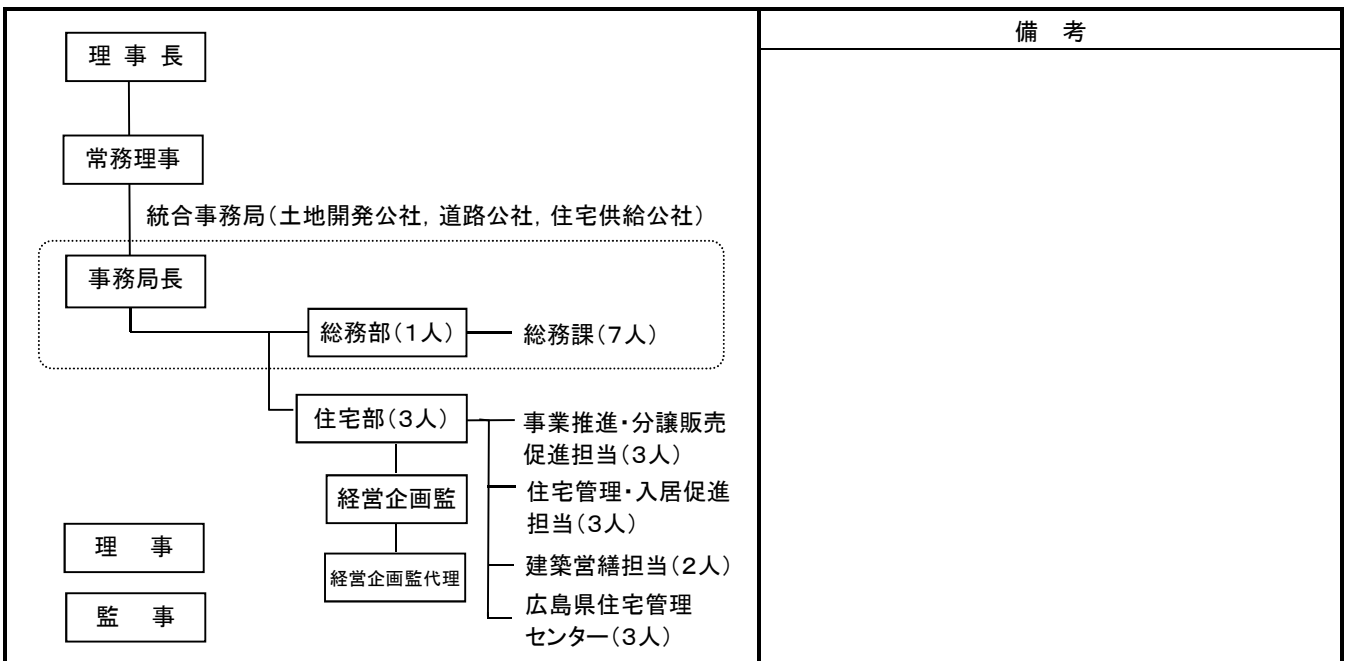 備　考
理 事 長
常務理事
統合事務局（土地開発公社，道路公社，住宅供給公社）
事務局長
総務部（１人）
総務課（７人）
住宅部（３人）
事業推進・分譲販売
促進担当（３人）
経営企画監
住宅管理・入居促進
担当（３人）
経営企画監代理
建築営繕担当（２人）
広島県住宅管理
センター（３人）
理　事
監　事